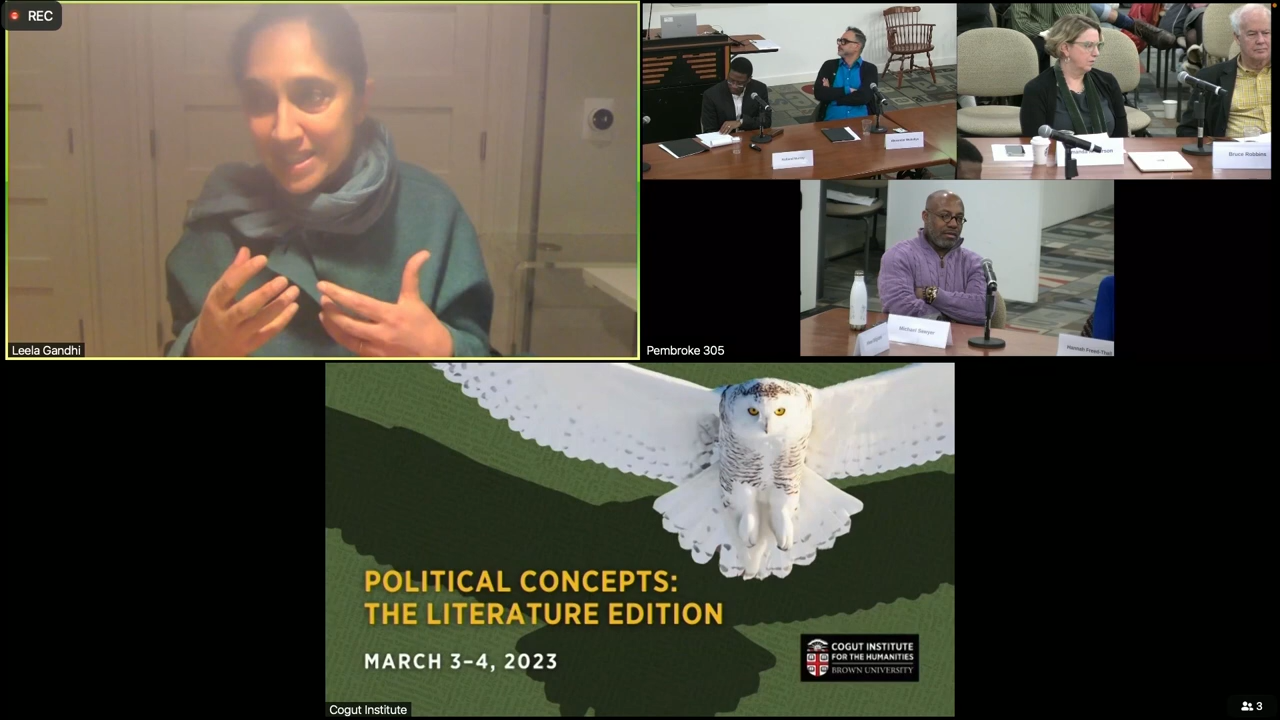 REC
Leela Gandhi
Bruce Robbins
Michael Sawyer
Pembroke 305
POLITICAL CONCEPTS:
THE LITERATURE EDITION
MARCH 3–4, 2023
COGUT INSTITUTE
FOR THE HUMANITIES
BROWN UNIVERSITY
Cogut Institute
3